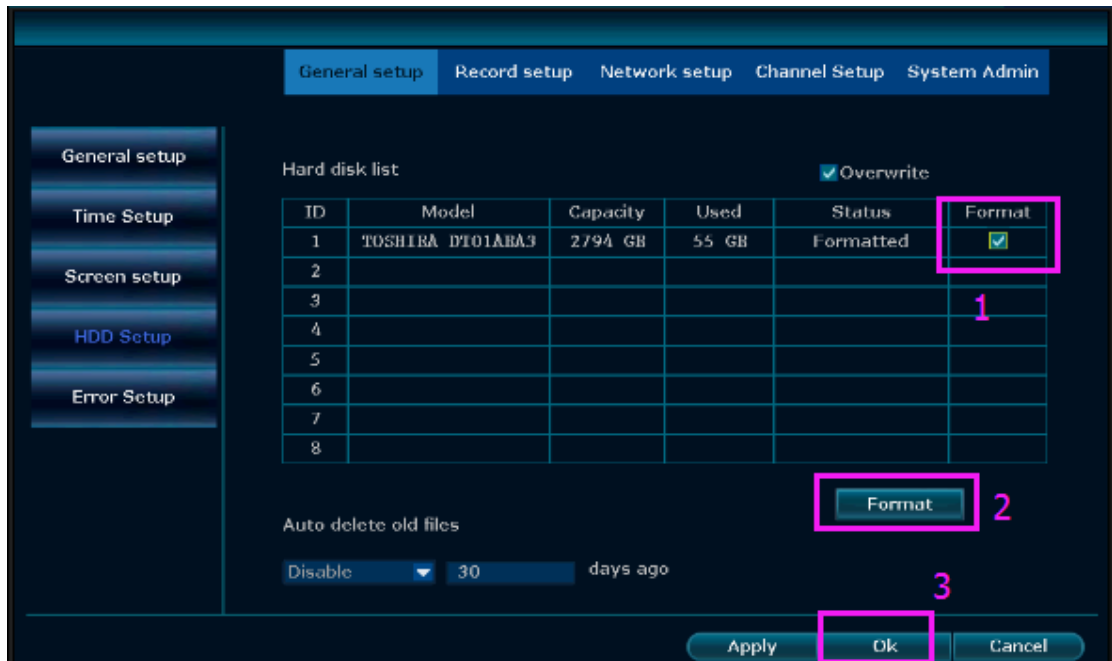 General setup Record setup Network setup Channel Setup System Admin
General setup
Time Setup
Screen setup
HDD Setup
Error Setup
Hard disk list Overwrite
ID Model Capacity Used Status Format
1 TOSHIBA DT01ABA3 2794 GB 55 GB Formatted
2
3
4
5
6
7
8
1
Format 2
Auto delete old files
Disable 30 days ago
3
Apply Ok Cancel